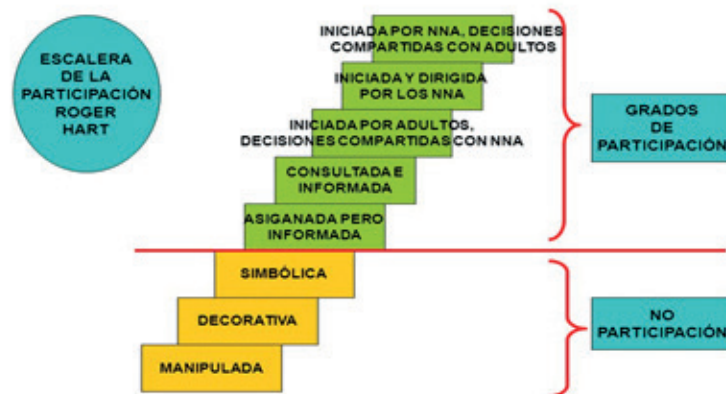 ESCALERA
DE LA
PARTICIPACIÓN
ROGER
HART
INICIADA POR NNA, DECISIONES
COMPARTIDAS CON ADULTOS
INICIADA Y DIRIGIDA
POR LOS NNA
INICIADA POR ADULTOS,
DECISIONES COMPARTIDAS CON NNA
CONSULTADA E
INFORMADA
ASIGANADA PERO
INFORMADA
GRADOS
DE
PARTICIPACIÓN
SIMBÓLICA
DECORATIVA
MANIPULADA
NO
PARTICIPACIÓN